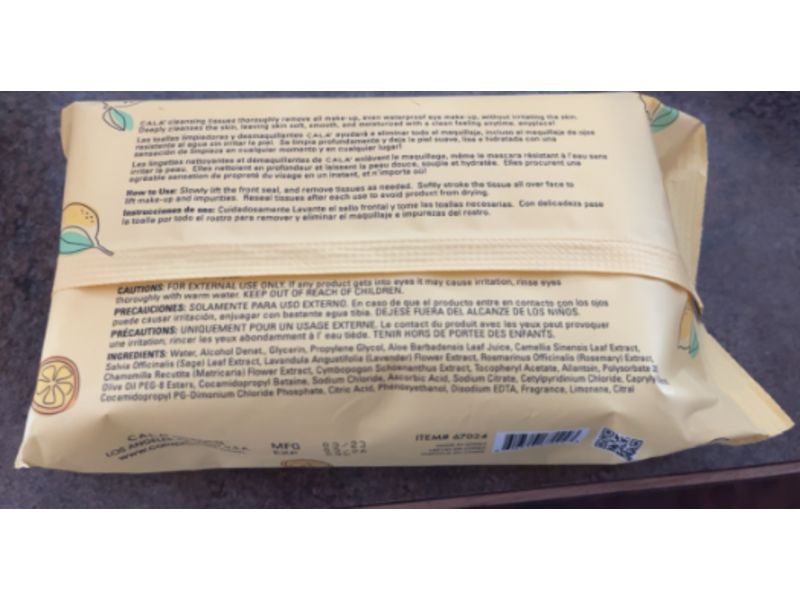 CALA® cleansing tissues thoroughly remove all make-up, even waterproof eye make-up, without irritating the skin.
Deeply cleanses the skin, leaving skin soft, smooth, and moisturized with a clean feeling anytime, anyplace!
Las toallas limpiadoras y desmaquillantes CALA® ayudará a eliminar todo el maquillaje, incluso el maquillaje de ojos
resistente al agua sin irritar la piel. Se limpia profundamente y deja la piel suave, lisa e hidratada con una
sensación de limpieza en cualquier momento y en cualquier lugar!
Les lingettes nettoyantes et démaquillantes de CALA® enlèvent le maquillage, même le mascara résistant à l'eau sans
irriter la peau. Elles nettoient en profondeur et laissent la peau douce, souple et hydratée. Elles procurent une
agréable sensation de propreté du visage en un instant, et n'importe où!
How to Use: Slowly lift the front seal, and remove tissues as needed. Softly stroke the tissue all over face to
lift make-up and impurities. Reseal tissues after each use to avoid product from drying.
Instrucciones de uso: Cuidadosamente Levante el sello frontal y tome las toallas necesarias. Con delicadeza pase
la toalla por todo el rostro para remover y eliminar el maquillaje e impurezas del rostro.
CAUTIONS: FOR EXTERNAL USE ONLY. If any product gets into eyes it may cause irritation, rinse eyes
thoroughly with warm water. KEEP OUT OF REACH OF CHILDREN.
PRECAUCIONES: SOLAMENTE PARA USO EXTERNO. En caso de que el producto entre en contacto con los ojos
puede causar irritación, enjuagar con bastante agua tibia. DEJESE FUERA DEL ALCANZE DE LOS NIÑOS.
PRÉCAUTIONS: UNIQUEMENT POUR UN USAGE EXTERNE. Le contact du produit avec les yeux peut provoquer
une irritation, rincer les yeux abondamment à l' eau tiède. TENIR HORS DE PORTEE DES ENFANTS.
INGREDIENTS: Water, Alcohol Denat., Glycerin, Propylene Glycol, Aloe Barbadensis Leaf Juice, Camellia Sinensis Leaf Extract,
Salvia Officinalis (Sage) Leaf Extract, Lavandula Angustifolia (Lavender) Flower Extract, Rosmarinus Officinalis (Rosemary) Extract,
Chamomilla Recutita (Matricaria) Flower Extract, Cymbopogon Schoenanthus Extract, Tocopheryl Acetate, Allantoin, Polysorbate
Olive Oil PEG-8 Esters, Cocamidopropyl Betaine, Sodium Chloride, Ascorbic Acid, Sodium Citrate, Cetylpyridinium Chloride,
Cocamidopropyl PG-Dimonium Chloride Phosphate, Citric Acid, Phenoxyethanol, Disodium EDTA, Fragrance, Limonene, Citral
CALA
LOS ANGELES
MFG 09/23
EXP
ITEM# 67024